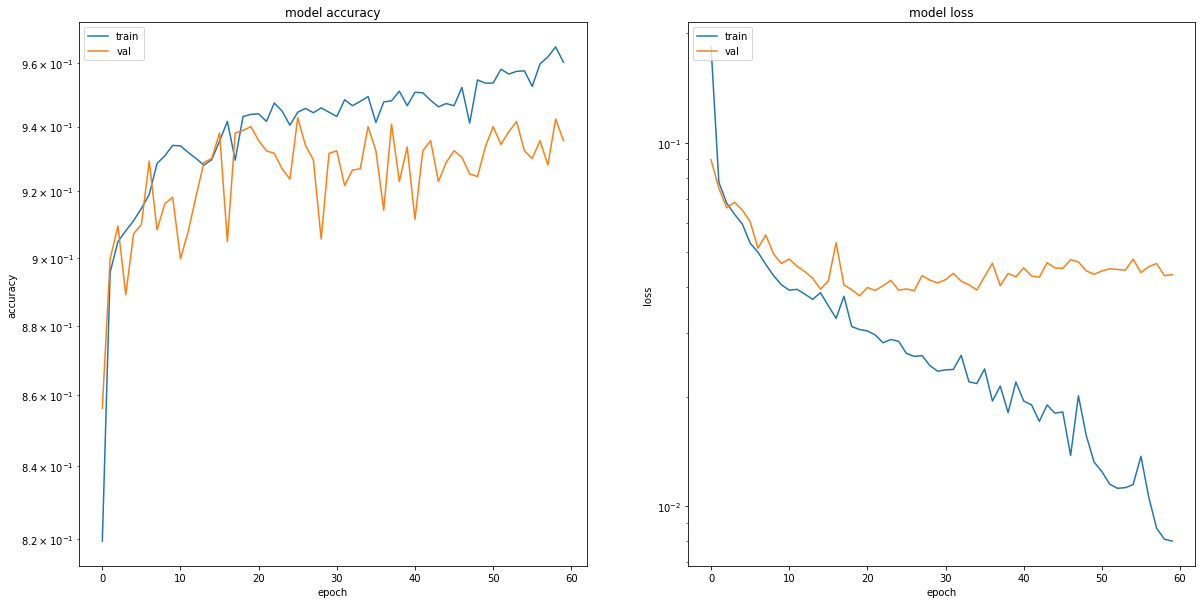 model accuracy
train
val
9.6 × 10⁻¹
9.4 × 10⁻¹
9.2 × 10⁻¹
9 × 10⁻¹
8.8 × 10⁻¹
8.6 × 10⁻¹
8.4 × 10⁻¹
8.2 × 10⁻¹
accuracy
0 10 20 30 40 50 60
epoch
model loss
train
val
10⁻¹
10⁻²
loss
0 10 20 30 40 50 60
epoch